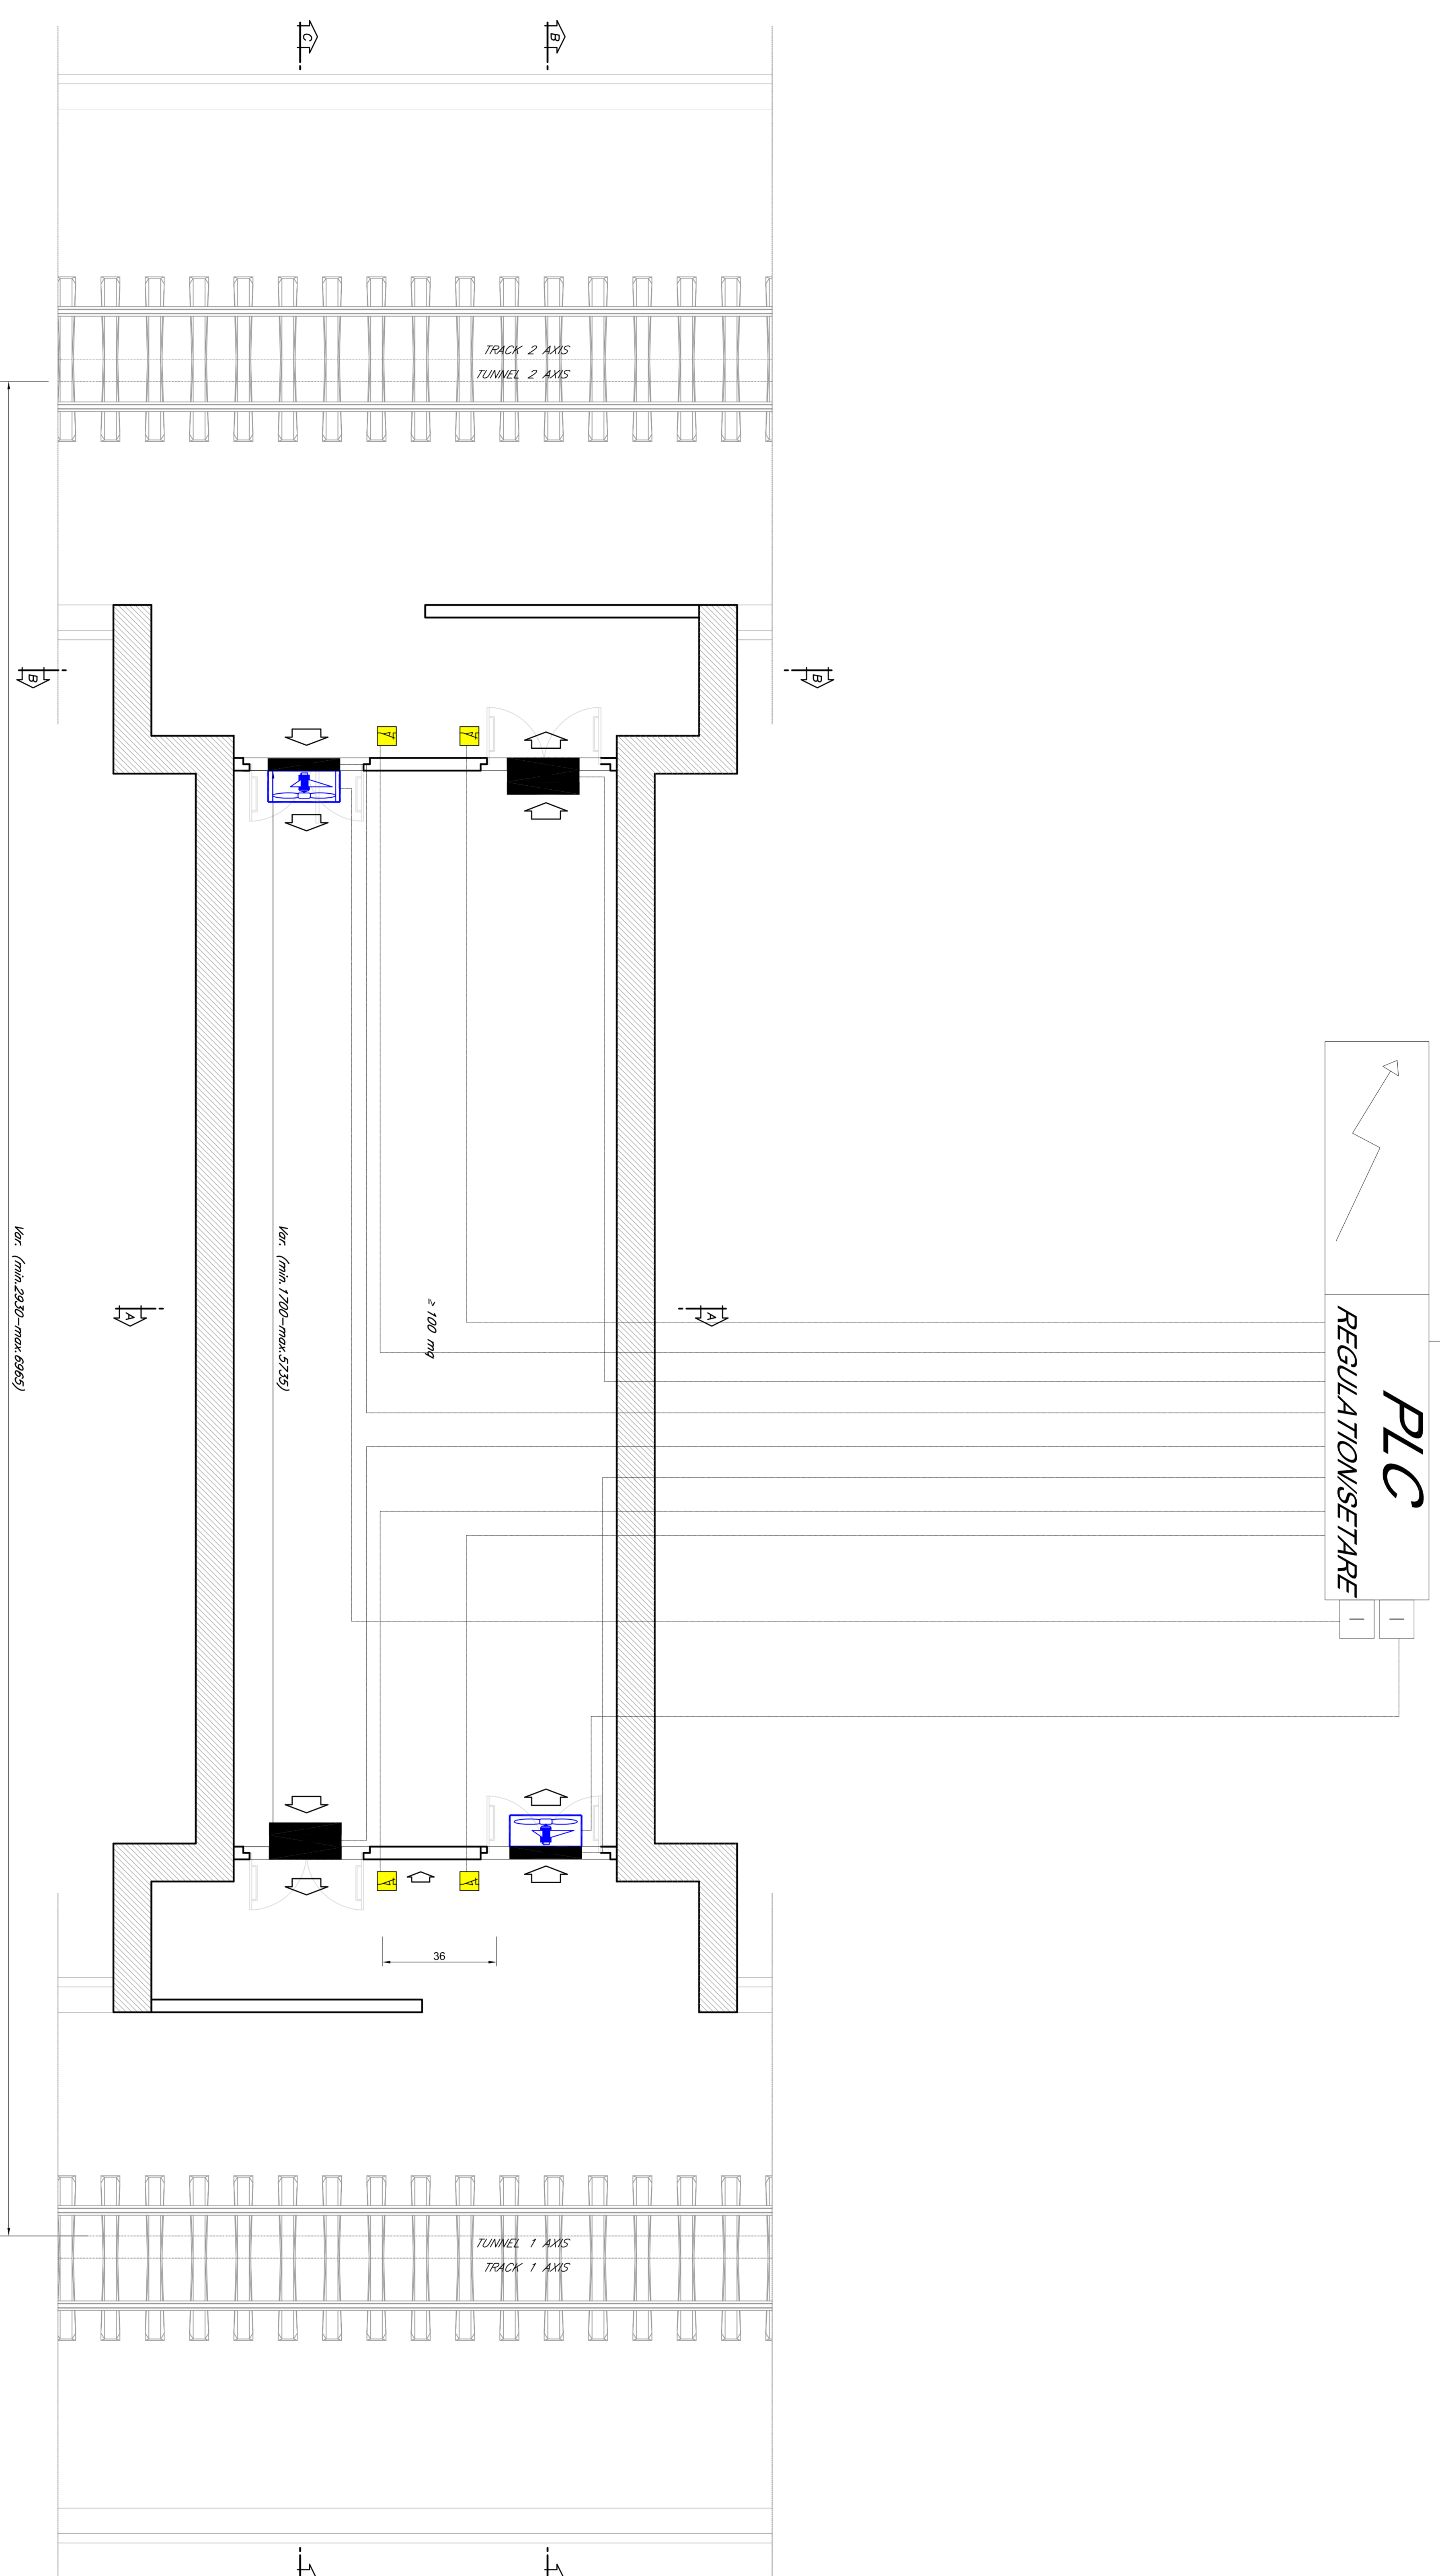 C
B
TRACK 2 AXIS
TUNNEL 2 AXIS
B
B
Var. (min.2930-max.6965)
Var. (min.1700-max.5735)
≥ 100 mq
A
A
PLC
REGULATION/SETARE
I
I
36
TUNNEL 1 AXIS
TRACK 1 AXIS